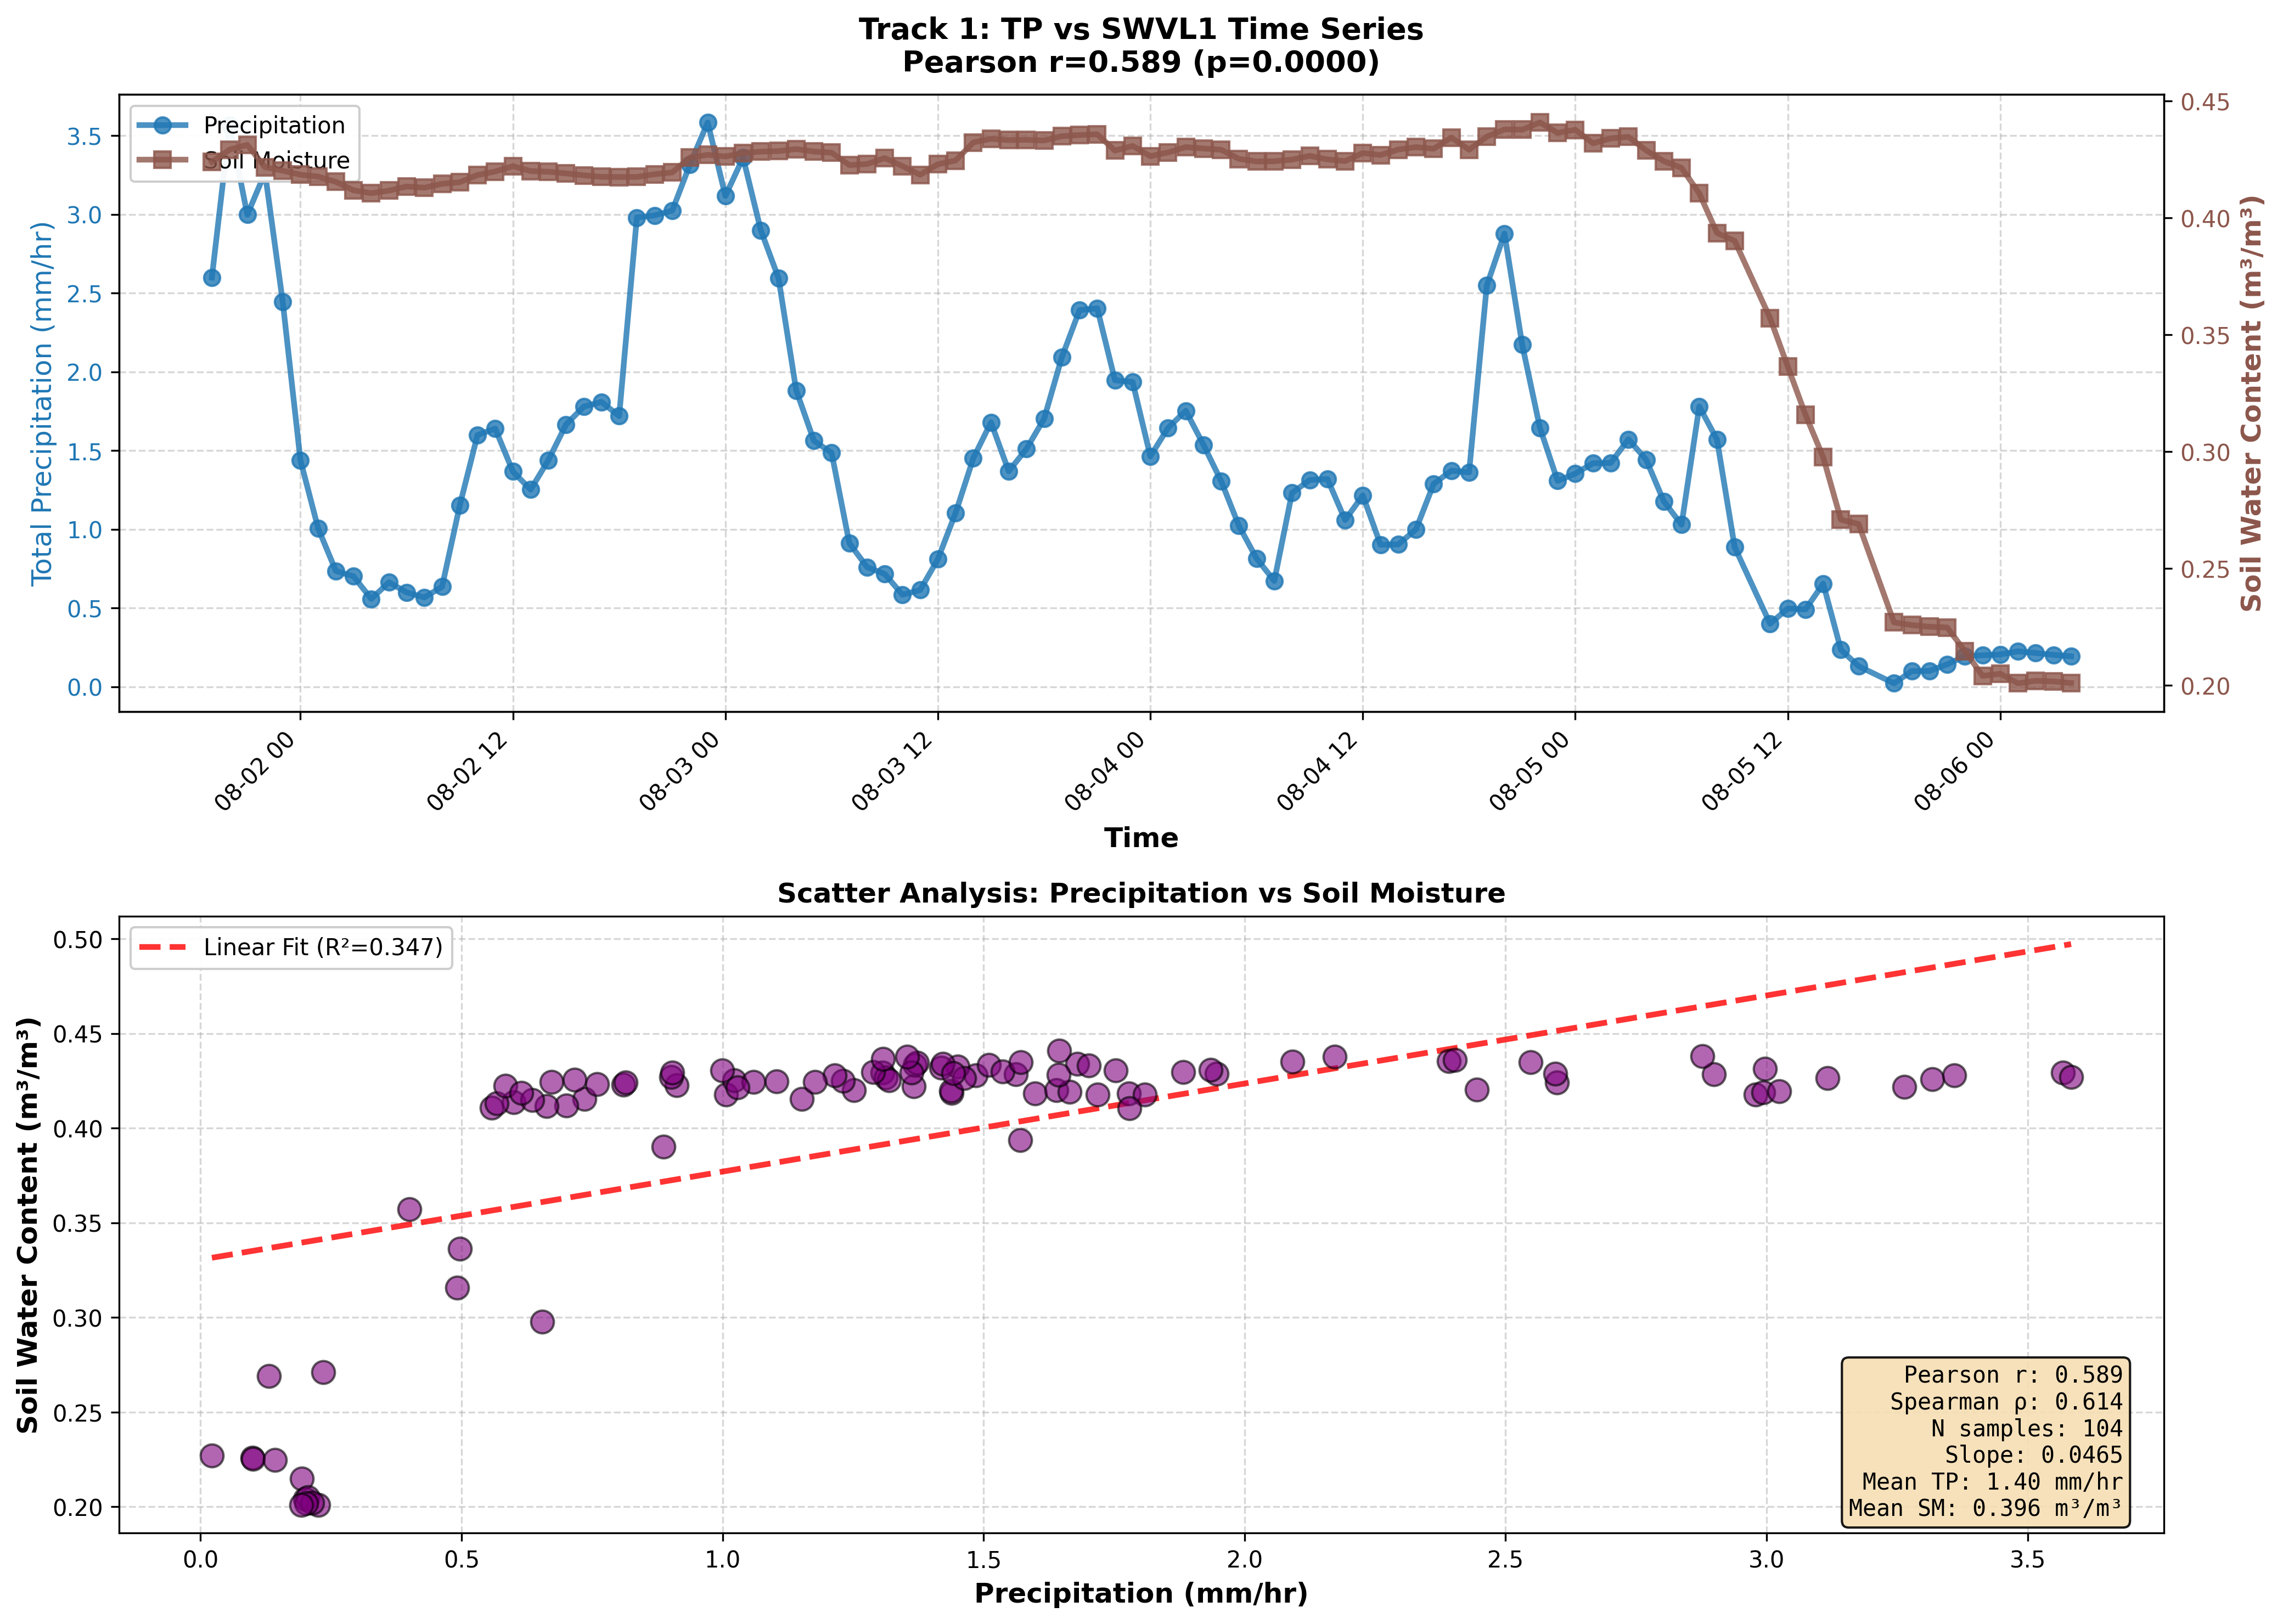 Track 1: TP vs SWVL1 Time Series
Pearson r=0.589 (p=0.0000)
Precipitation
Soil Moisture
Total Precipitation (mm/hr)
3.5
3.0
2.5
2.0
1.5
1.0
0.5
0.0
Soil Water Content (m³/m³)
0.45
0.40
0.35
0.30
0.25
0.20
08-02 00
08-02 12
08-03 00
08-03 12
08-04 00
08-04 12
08-05 00
08-05 12
08-06 00
Time
Scatter Analysis: Precipitation vs Soil Moisture
Linear Fit (R²=0.347)
Soil Water Content (m³/m³)
0.50
0.45
0.40
0.35
0.30
0.25
0.20
Pearson r: 0.589
Spearman ρ: 0.614
N samples: 104
Slope: 0.0465
Mean TP: 1.40 mm/hr
Mean SM: 0.396 m³/m³
0.0
0.5
1.0
1.5
2.0
2.5
3.0
3.5
Precipitation (mm/hr)